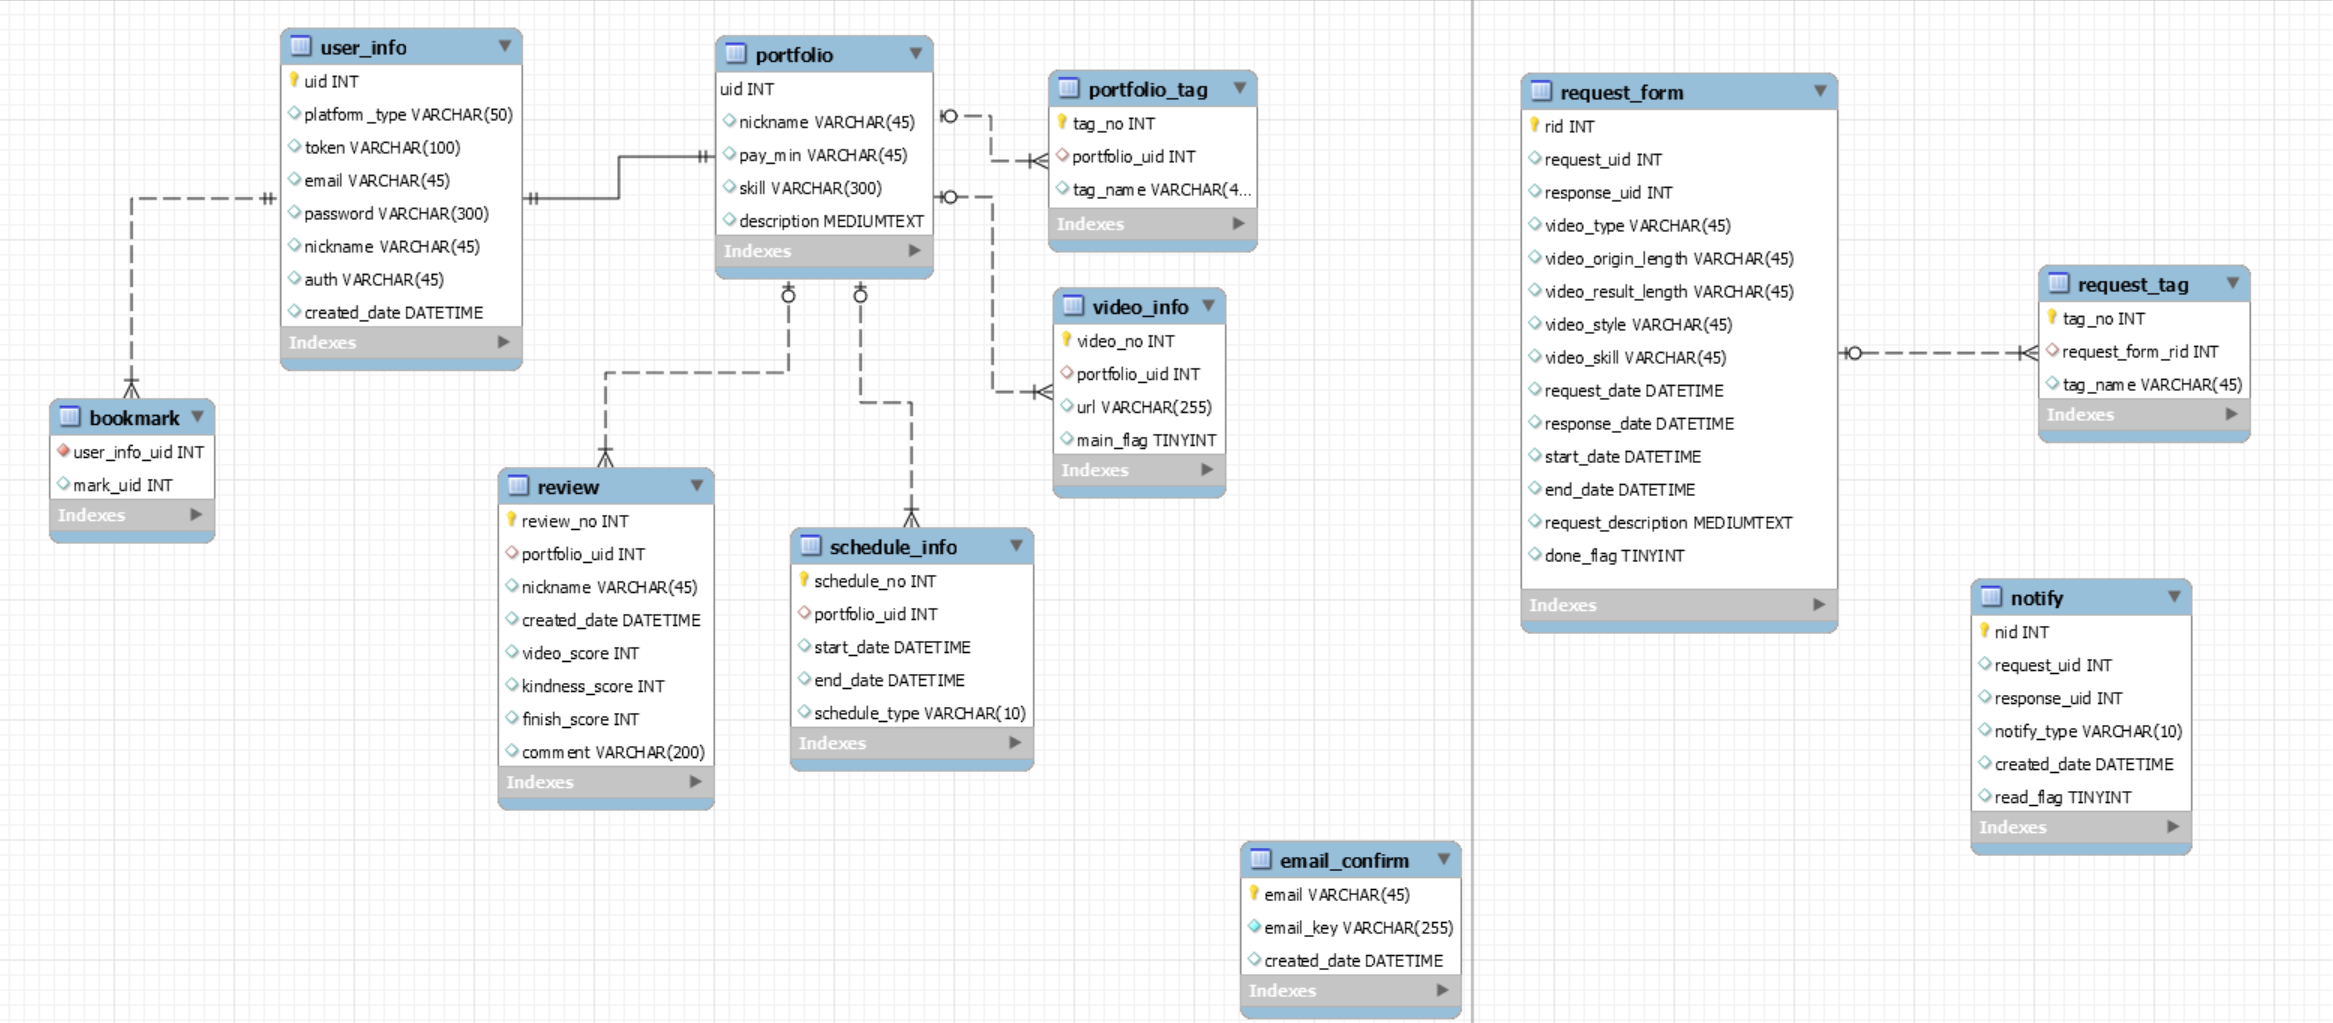 user_info
uid INT
platform_type VARCHAR(50)
token VARCHAR(100)
email VARCHAR(45)
password VARCHAR(300)
nickname VARCHAR(45)
auth VARCHAR(45)
created_date DATETIME
Indexes
bookmark
user_info_uid INT
mark_uid INT
Indexes
portfolio
uid INT
nickname VARCHAR(45)
pay_min VARCHAR(45)
skill VARCHAR(300)
description MEDIUMTEXT
Indexes
portfolio_tag
tag_no INT
portfolio_uid INT
tag_name VARCHAR(4...
Indexes
video_info
video_no INT
portfolio_uid INT
url VARCHAR(255)
main_flag TINYINT
Indexes
review
review_no INT
portfolio_uid INT
nickname VARCHAR(45)
created_date DATETIME
video_score INT
kindness_score INT
finish_score INT
comment VARCHAR(200)
Indexes
schedule_info
schedule_no INT
portfolio_uid INT
start_date DATETIME
end_date DATETIME
schedule_type VARCHAR(10)
Indexes
email_confirm
email VARCHAR(45)
email_key VARCHAR(255)
created_date DATETIME
Indexes
request_form
rid INT
request_uid INT
response_uid INT
video_type VARCHAR(45)
video_origin_length VARCHAR(45)
video_result_length VARCHAR(45)
video_style VARCHAR(45)
video_skill VARCHAR(45)
request_date DATETIME
response_date DATETIME
start_date DATETIME
end_date DATETIME
request_description MEDIUMTEXT
done_flag TINYINT
Indexes
request_tag
tag_no INT
request_form_rid INT
tag_name VARCHAR(45)
Indexes
notify
nid INT
request_uid INT
response_uid INT
notify_type VARCHAR(10)
created_date DATETIME
read_flag TINYINT
Indexes